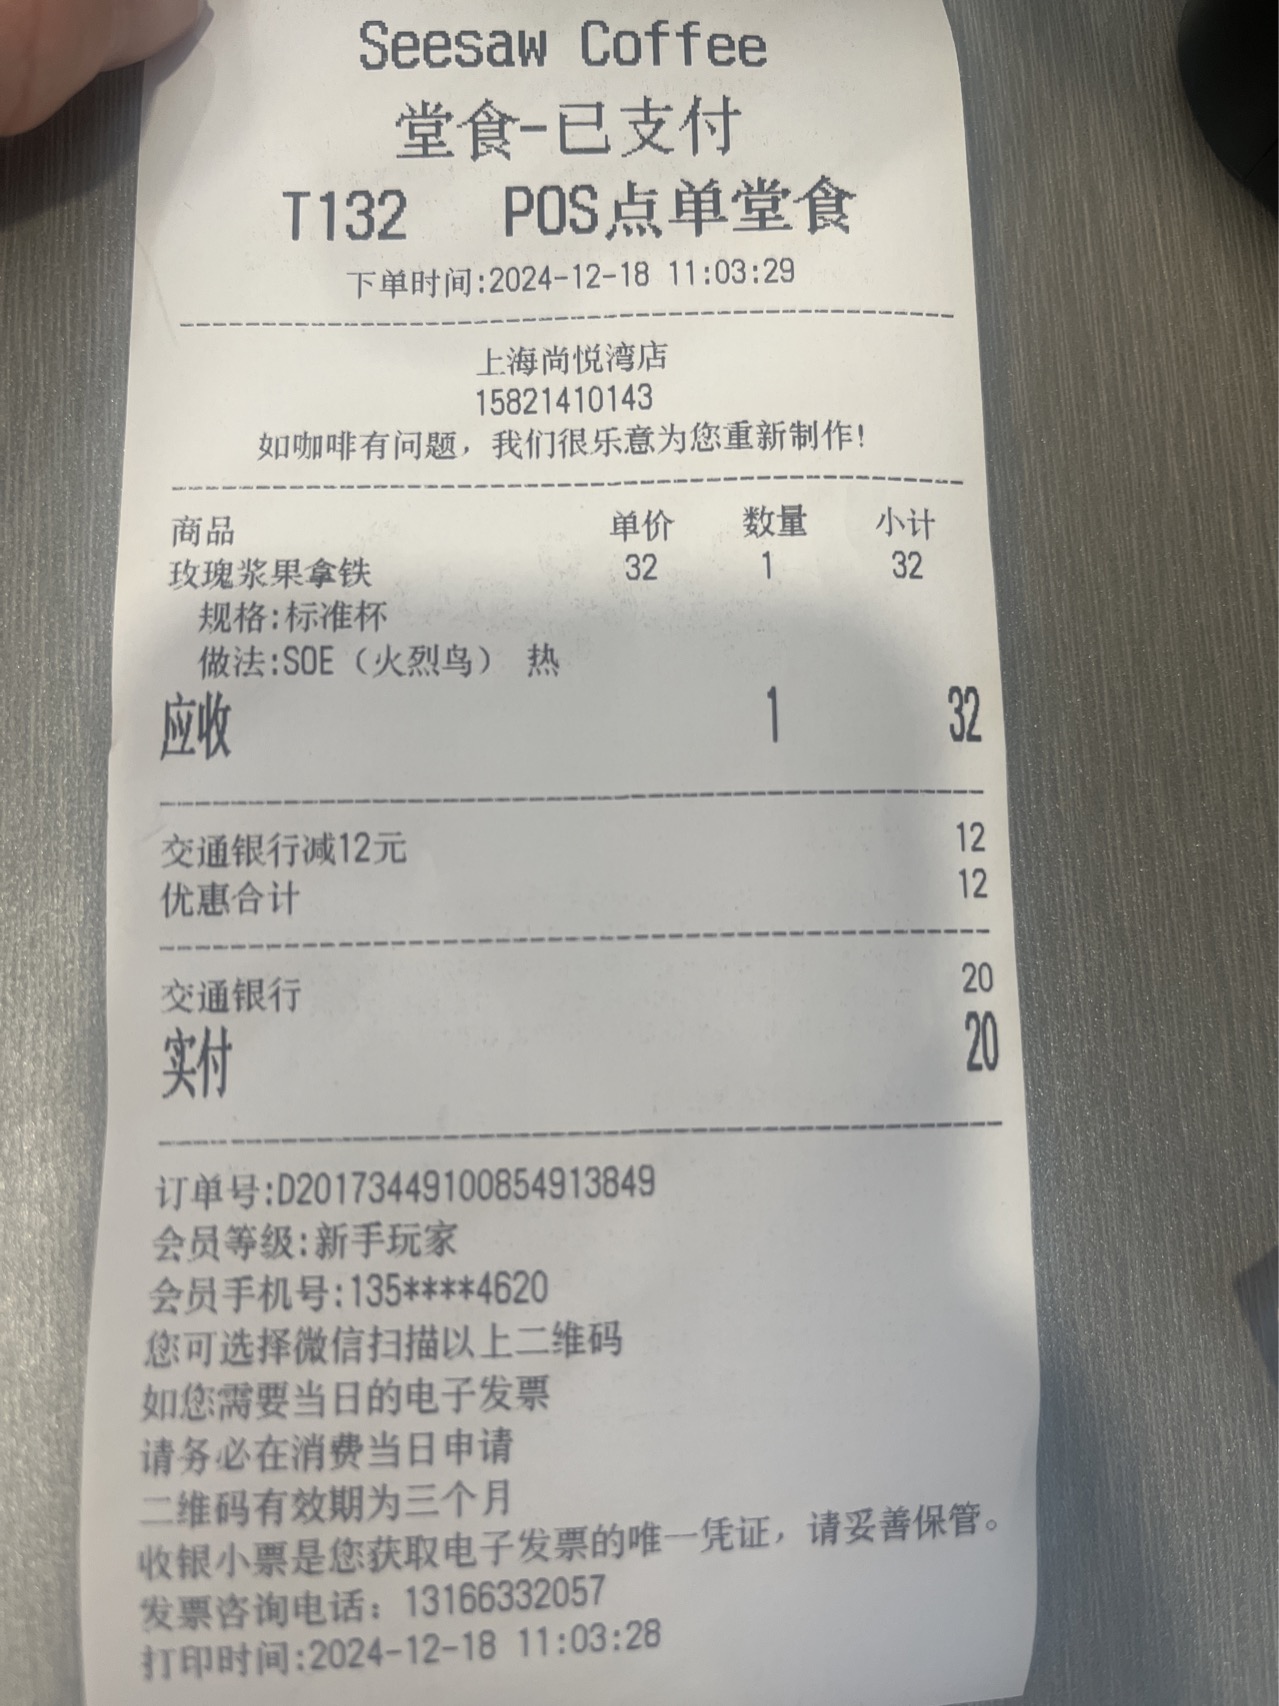 Seesaw Coffee
堂食-已支付
T132 POS点单堂食
下单时间:2024-12-18 11:03:29
上海尚悦湾店
15821410143
如咖啡有问题，我们很乐意为您重新制作!
商品 单价 数量 小计
玫瑰浆果拿铁 32 1 32
规格:标准杯
做法:SOE（火烈鸟） 热
应收 1 32
交通银行减12元 12
优惠合计 12
交通银行 20
实付 20
订单号:D20173449100854913849
会员等级:新手玩家
会员手机号:135****4620
您可选择微信扫描以上二维码
如您需要当日的电子发票
请务必在消费当日申请
二维码有效期为三个月
收银小票是您获取电子发票的唯一凭证，请妥善保管。
发票咨询电话：13166332057
打印时间:2024-12-18 11:03:28